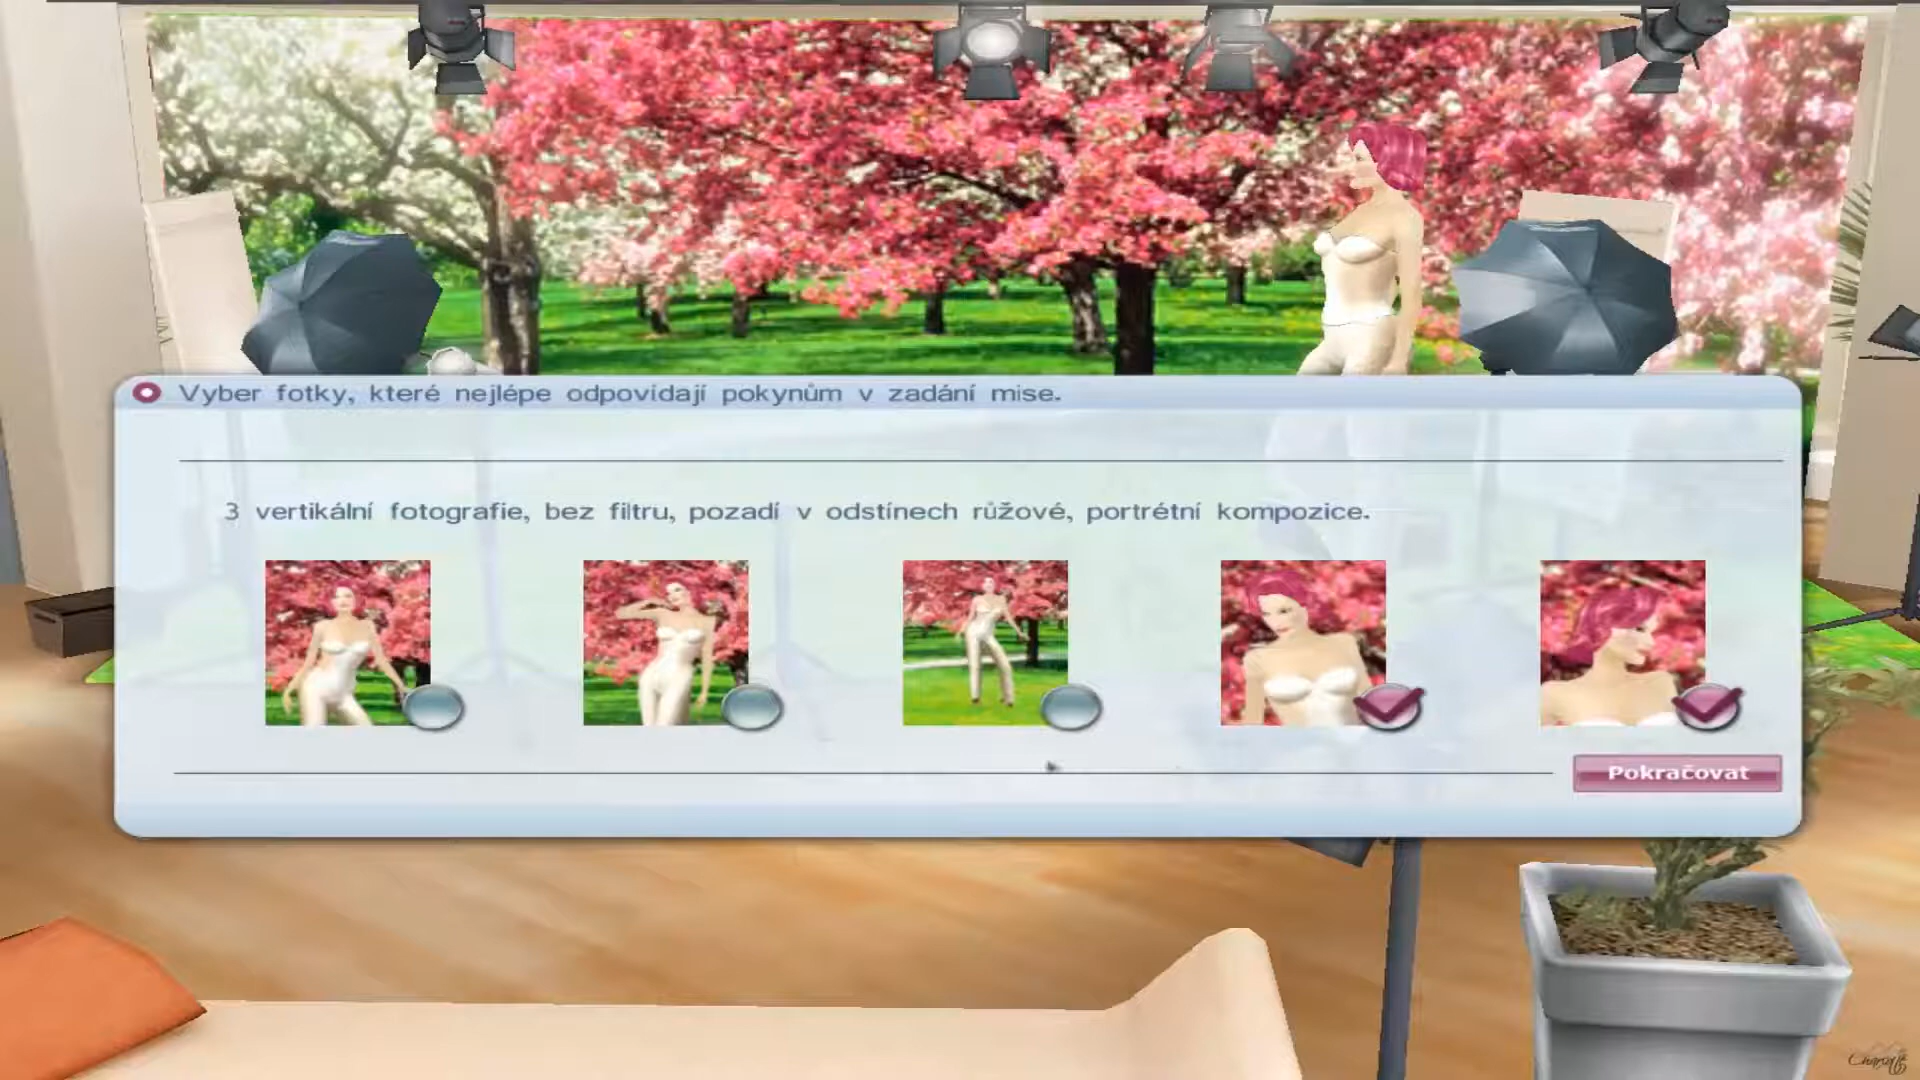 Vyber fotky, které nejlépe odpovídají pokynům v zadání mise.
3 vertikální fotografie, bez filtru, pozadí v odstínech růžové, portrétní kompozice.
Pokračovat